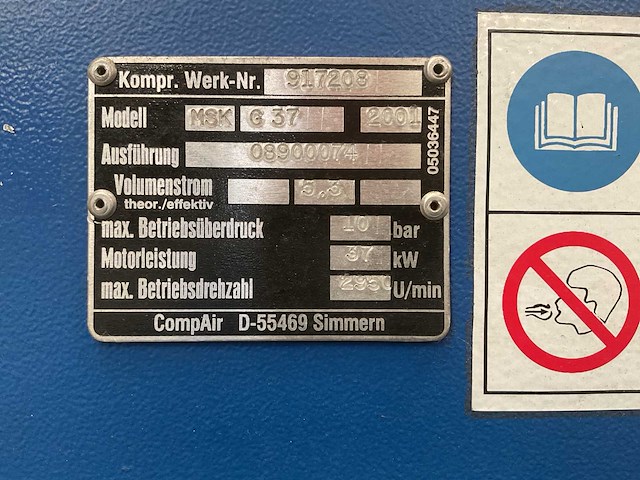 Kompr. Werk-Nr. 917208
Modell MSK G 37 2001
Ausführung 08900074
Volumenstrom 5.3
theor./effektiv
max. Betriebsüberdruck 10 bar
Motorleistung 37 kW
max. Betriebsdrehzahl 2950 U/min
CompAir D-55469 Simmern
05036447